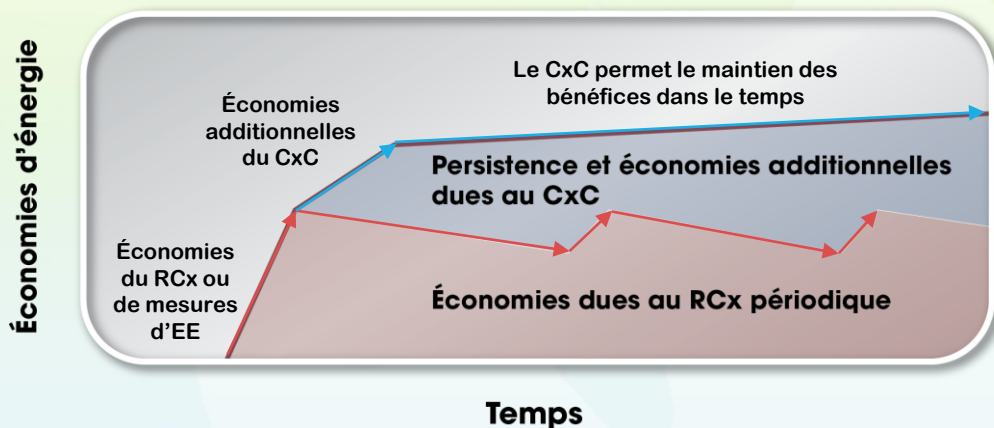 Économies d'énergie
Le CxC permet le maintien des
bénéfices dans le temps
Économies
additionnelles
du CxC
Persistence et économies additionnelles
dues au CxC
Économies
du RCx ou
de mesures
d'EE
Économies dues au RCx périodique
Temps